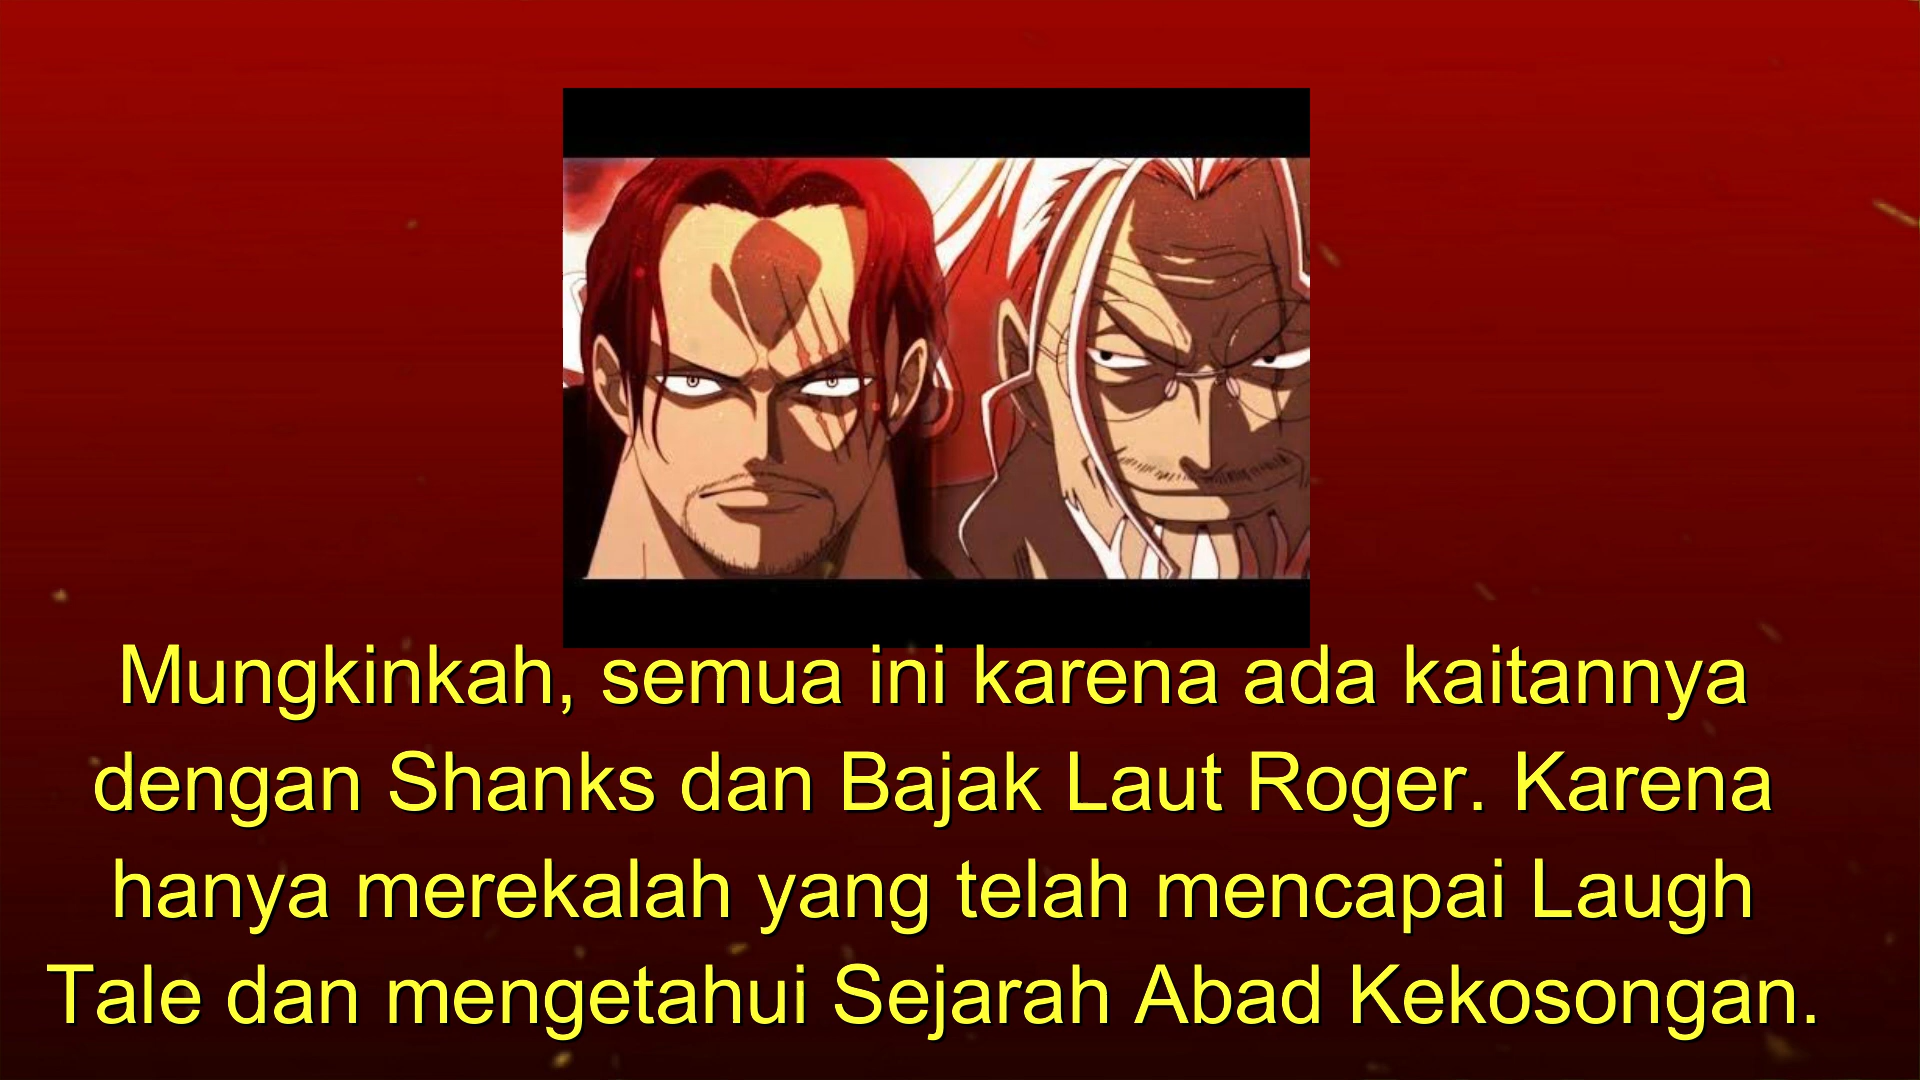 Mungkinkah, semua ini karena ada kaitannya
dengan Shanks dan Bajak Laut Roger. Karena
hanya merekalah yang telah mencapai Laugh
Tale dan mengetahui Sejarah Abad Kekosongan.